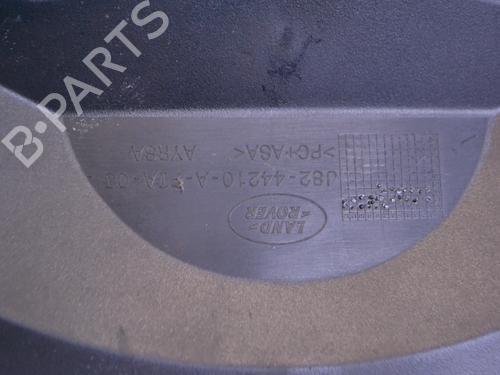 B-Parts
LAND-
ROVER
J82-44210-A-
AYR8A
>PC+ASA<